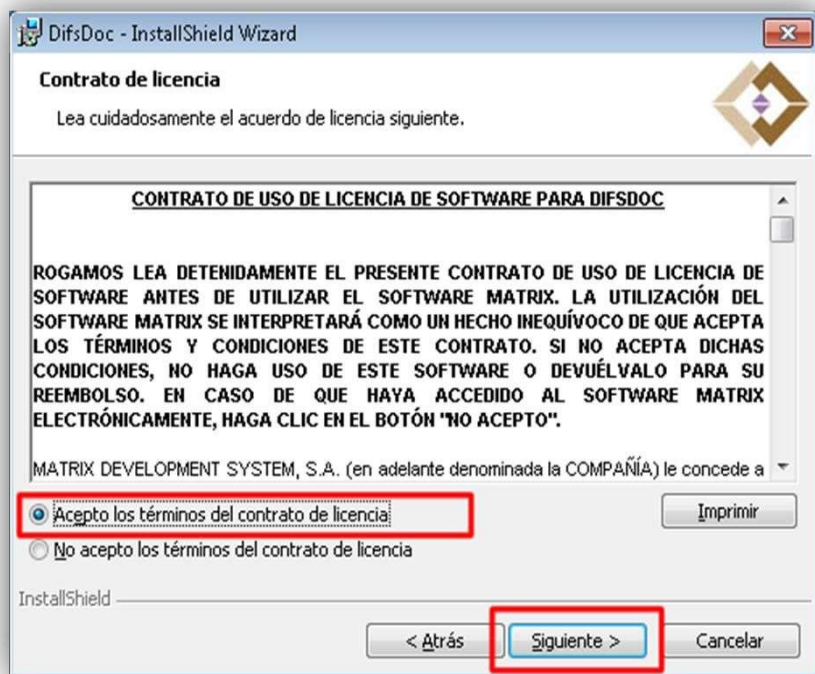 DifsDoc - InstallShield Wizard
Contrato de licencia
Lea cuidadosamente el acuerdo de licencia siguiente.
CONTRATO DE USO DE LICENCIA DE SOFTWARE PARA DIFSDOC
ROGAMOS LEA DETENIDAMENTE EL PRESENTE CONTRATO DE USO DE LICENCIA DE
SOFTWARE ANTES DE UTILIZAR EL SOFTWARE MATRIX. LA UTILIZACIÓN DEL
SOFTWARE MATRIX SE INTERPRETARÁ COMO UN HECHO INEQUÍVOCO DE QUE ACEPTA
LOS TÉRMINOS Y CONDICIONES DE ESTE CONTRATO. SI NO ACEPTA DICHAS
CONDICIONES, NO HAGA USO DE ESTE SOFTWARE O DEVUÉLVALO PARA SU
REEMBOLSO. EN CASO DE QUE HAYA ACCEDIDO AL SOFTWARE MATRIX
ELECTRÓNICAMENTE, HAGA CLIC EN EL BOTÓN "NO ACEPTO".
MATRIX DEVELOPMENT SYSTEM, S.A. (en adelante denominada la COMPAÑÍA) le concede a
Acepto los términos del contrato de licencia
Imprimir
No acepto los términos del contrato de licencia
InstallShield
< Atrás
Siguiente >
Cancelar